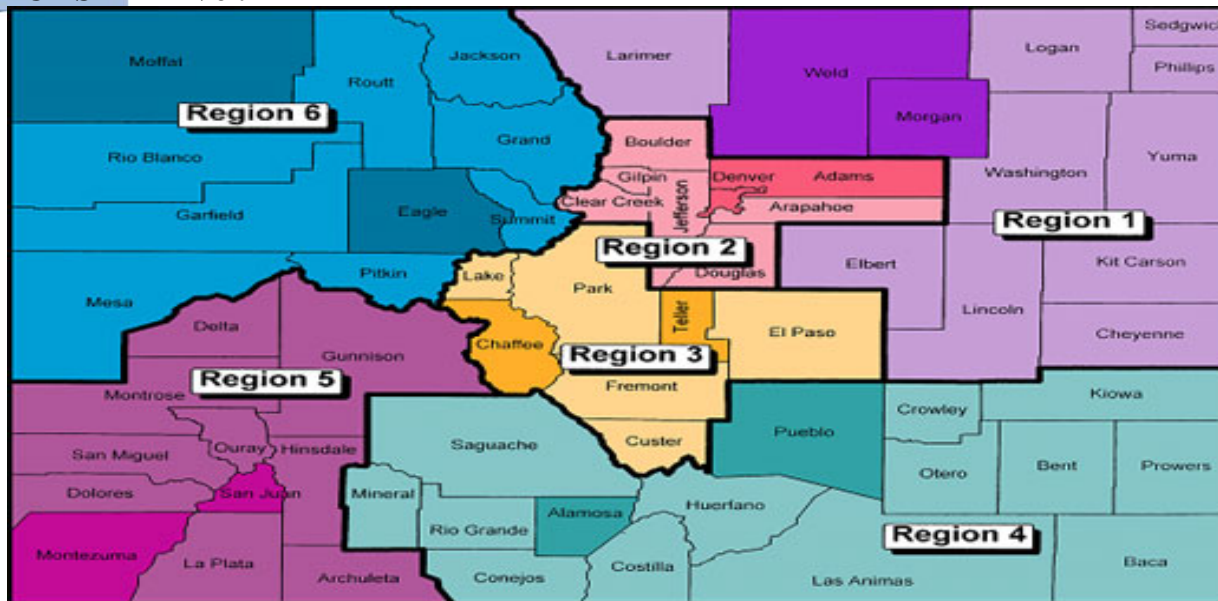 Moffat
Jackson
Larimer
Logan
Sedgwic
Routt
Weld
Phillips
Region 6
Morgan
Grand
Boulder
Rio Blanco
Washington
Yuma
Gilpin
Denver
Adams
Clear Creek
Jefferson
Arapahoe
Garfield
Eagle
Summit
Region 1
Region 2
Pitkin
Lake
Park
Douglas
Elbert
Kit Carson
Mesa
Teller
Lincoln
Delta
El Paso
Cheyenne
Chaffee
Gunnison
Region 3
Region 5
Montrose
Fremont
Kiowa
Crowley
Pueblo
Saguache
Custer
Ouray
Hinsdale
San Miguel
Otero
Bent
Prowers
Dolores
San Juan
Mineral
Huerfano
Alamosa
Rio Grande
Region 4
Montezuma
La Plata
Archuleta
Conejos
Costilla
Las Animas
Baca